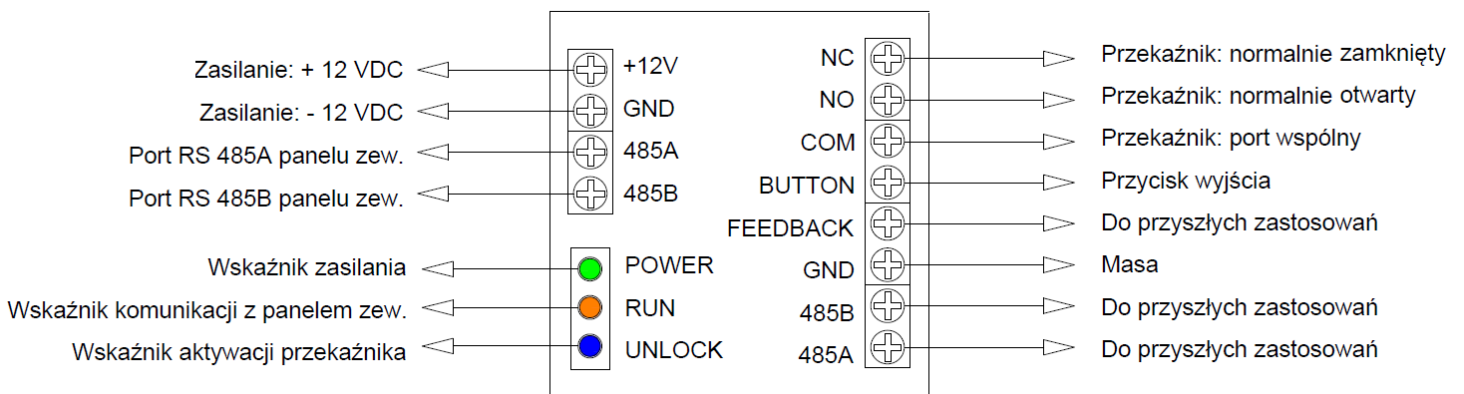 Zasilanie: + 12 VDC
Zasilanie: - 12 VDC
Port RS 485A panelu zew.
Port RS 485B panelu zew.
Wskaźnik zasilania
Wskaźnik komunikacji z panelem zew.
Wskaźnik aktywacji przekaźnika
+12V
GND
485A
485B
POWER
RUN
UNLOCK
NC
NO
COM
BUTTON
FEEDBACK
GND
485B
485A
Przekaźnik: normalnie zamknięty
Przekaźnik: normalnie otwarty
Przekaźnik: port wspólny
Przycisk wyjścia
Do przyszłych zastosowań
Masa
Do przyszłych zastosowań
Do przyszłych zastosowań